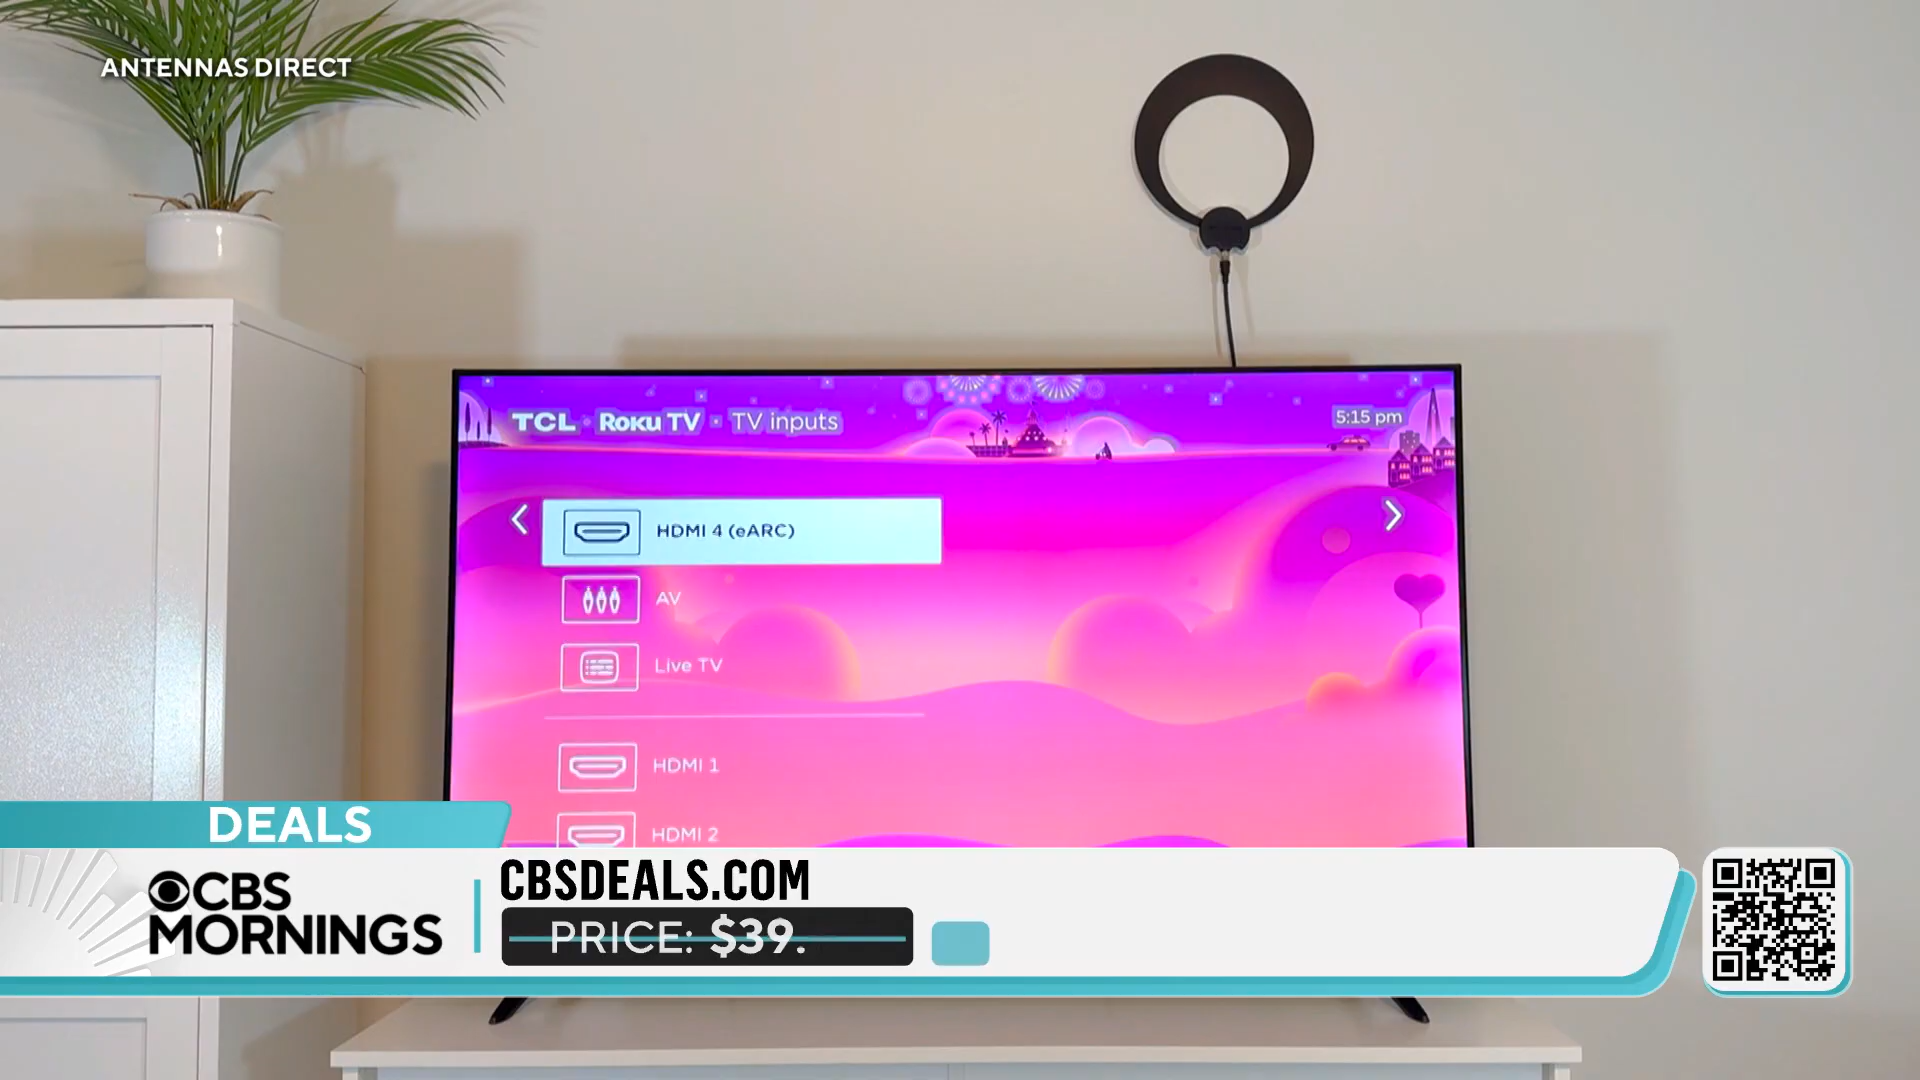 ANTENNAS DIRECT
TCL · Roku TV · TV inputs
5:15 pm
HDMI 4 (eARC)
AV
Live TV
HDMI 1
HDMI 2
DEALS
CBS
MORNINGS
CBSDEALS.COM
PRICE: $39.